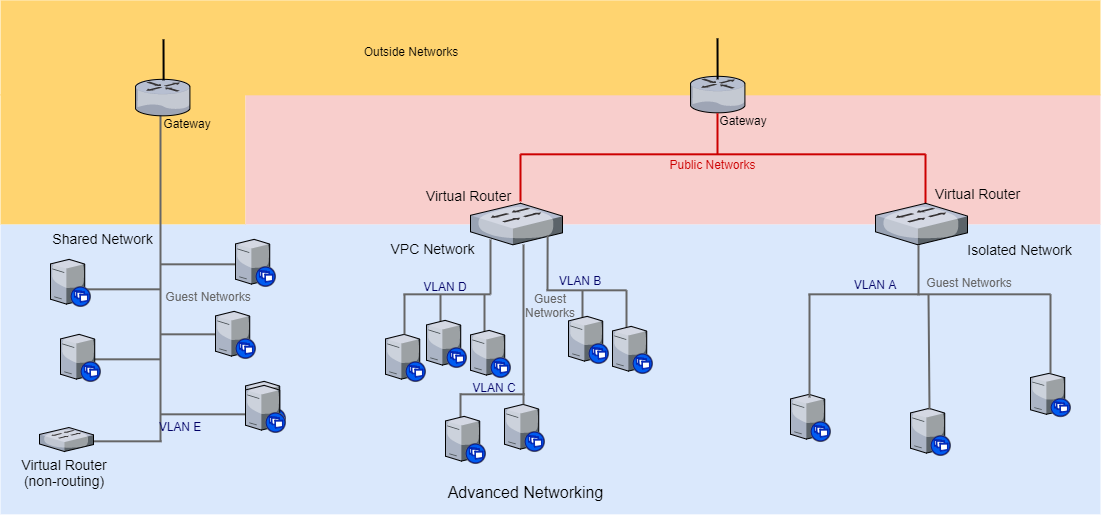 Outside Networks
Gateway
Gateway
Public Networks
Virtual Router
Virtual Router
Shared Network
VPC Network
Isolated Network
Guest Networks
VLAN D
VLAN B
Guest
Networks
VLAN A
Guest Networks
VLAN C
VLAN E
Virtual Router
(non-routing)
Advanced Networking